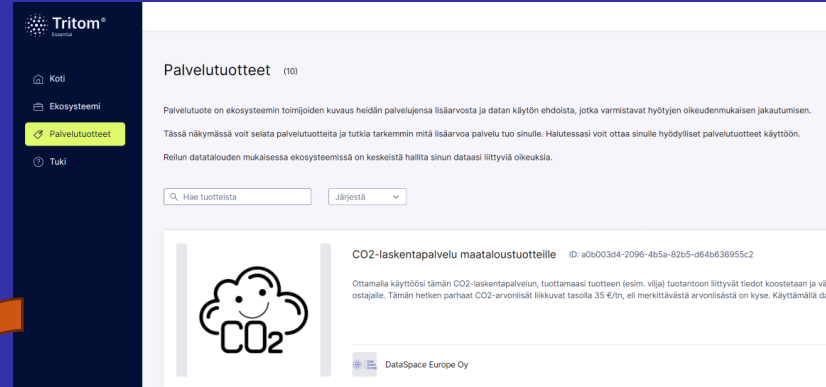 Tritom®
Essential
Koti
Ekosysteemi
Palvelutuotteet
Tuki
Palvelutuotteet (10)
Palvelutuote on ekosysteemin toimijoiden kuvaus heidän palvelujensa lisäarvosta ja datan käytön ehdoista, jotka varmistavat hyötyjen oikeudenmukaisen jakautumisen.
Tässä näkymässä voit selata palvelutuotteita ja tutkia tarkemmin mitä lisäarvoa palvelu tuo sinulle. Halutessasi voit ottaa sinulle hyödylliset palvelutuotteet käyttöön.
Reilun datatalouden mukaisessa ekosysteemissä on keskeistä hallita sinun dataasi liittyviä oikeuksia.
Hae tuotteista
Järjestä
CO2-laskentapalvelu maataloustuotteille ID: a0b003d4-2096-4b5a-82b5-d64b636955c2
Ottamalla käyttöösi tämän CO2-laskentapalvelun, tuottamaasi tuotteen (esim. vilja) tuotantoon liittyvät tiedot koostetaan ja vä
ostajalle. Tämän hetken parhaat CO2-arvonlisät liikkuvat tasolla 35 €/tn, eli merkittävästä arvonlisästä on kyse. Käyttämällä da
CO2
Data
Space
Europe
DataSpace Europe Oy